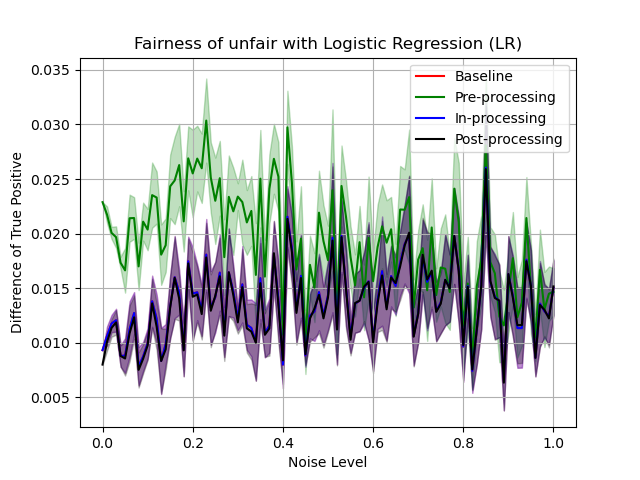 Fairness of unfair with Logistic Regression (LR)
Baseline
Pre-processing
In-processing
Post-processing
Difference of True Positive
0.035
0.030
0.025
0.020
0.015
0.010
0.005
0.0 0.2 0.4 0.6 0.8 1.0
Noise Level